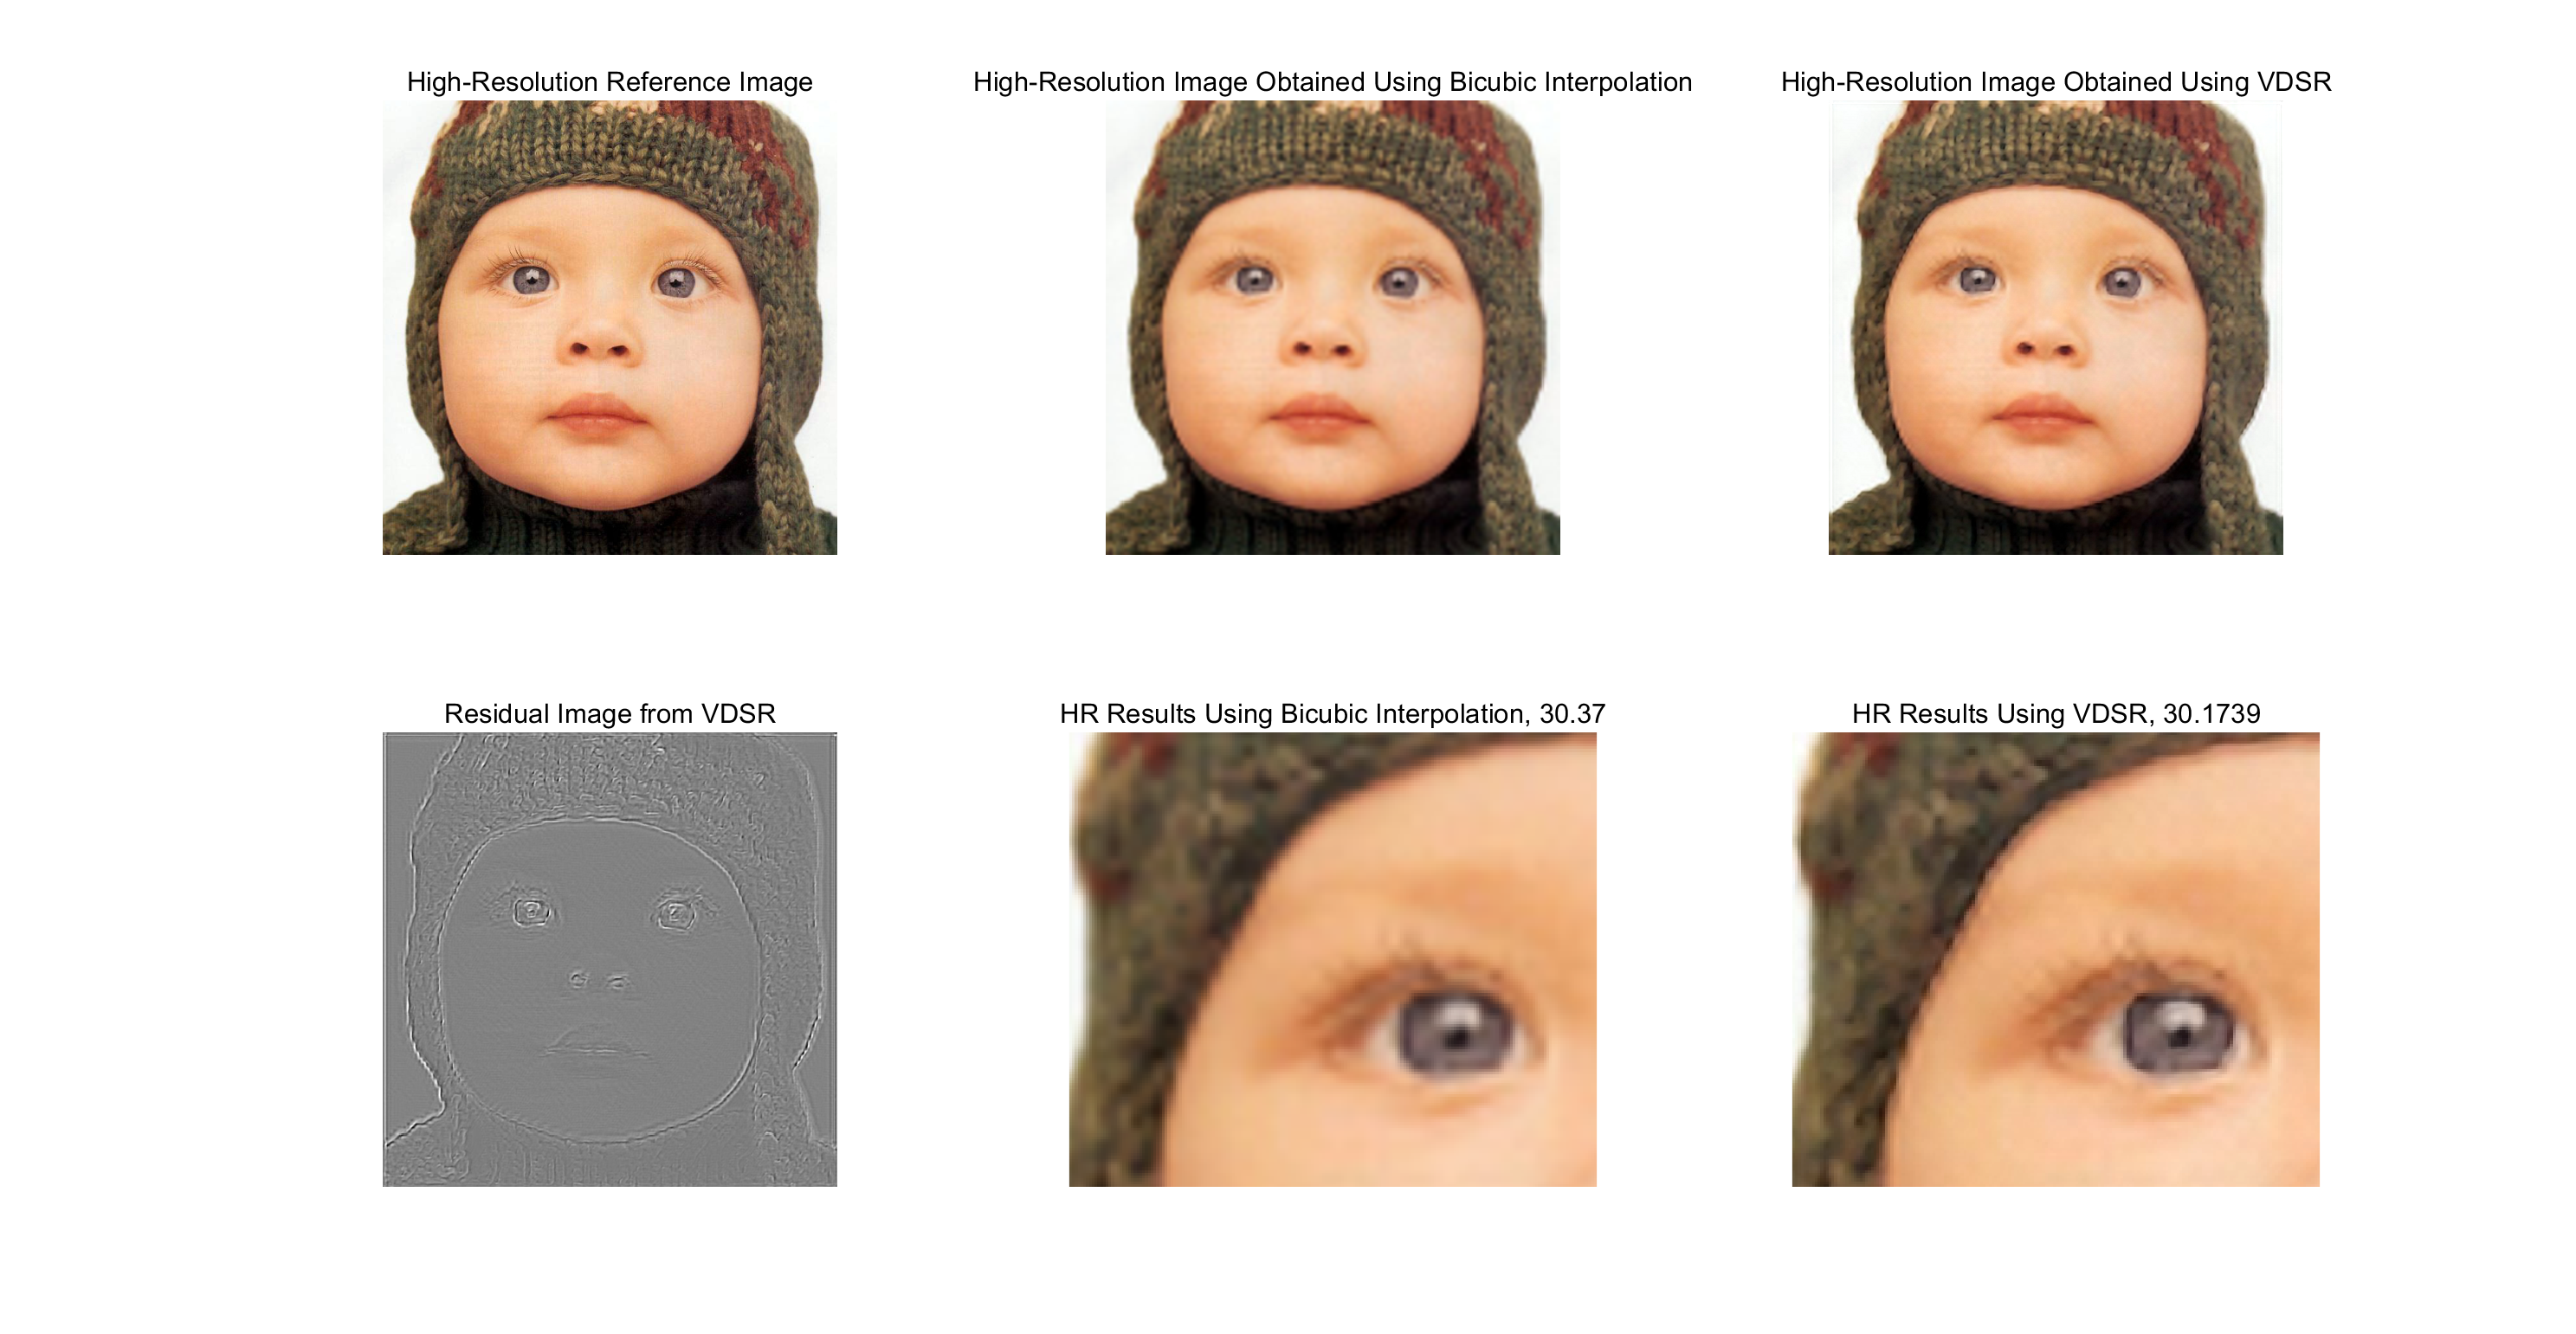 High-Resolution Reference Image
High-Resolution Image Obtained Using Bicubic Interpolation
High-Resolution Image Obtained Using VDSR
Residual Image from VDSR
HR Results Using Bicubic Interpolation, 30.37
HR Results Using VDSR, 30.1739